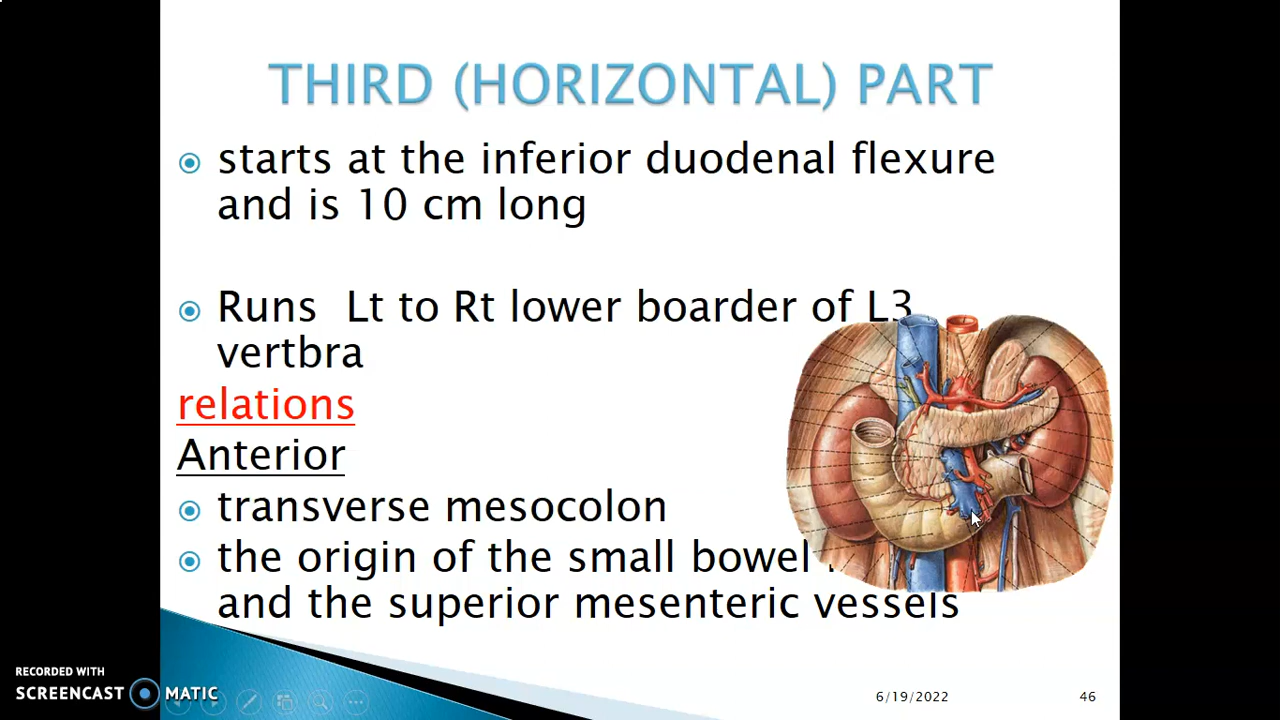 THIRD (HORIZONTAL) PART
starts at the inferior duodenal flexure
and is 10 cm long
Runs Lt to Rt lower boarder of L3
vertbra
relations
Anterior
transverse mesocolon
the origin of the small bowel
and the superior mesenteric vessels
RECORDED WITH
SCREENCAST MATIC
6/19/2022
46